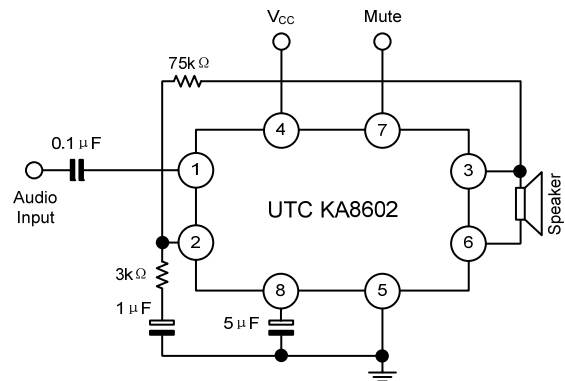 V_CC
Mute
75kΩ
4
7
0.1μF
1
3
Audio
Input
UTC KA8602
Speaker
2
6
3kΩ
8
5
1μF
5μF